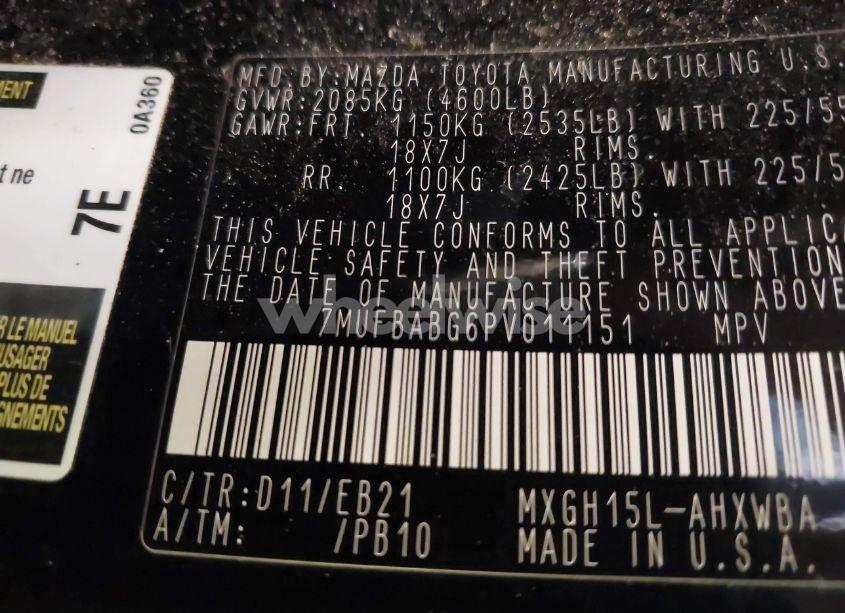 MENT
0A360
t ne
7E
R LE MANUEL
USAGER
PLUS DE
GNEMENTS
MFD.BY:MAZDA TOYOTA MANUFACTURING U.S.
GVWR:2085KG (4600LB)
GAWR:FRT. 1150KG (2535LB) WITH 225/55
18X7J RIMS.
RR. 1100KG (2425LB) WITH 225/5
18X7J RIMS.
THIS VEHICLE CONFORMS TO ALL APPLICA
VEHICLE SAFETY AND THEFT PREVENTION
THE DATE OF MANUFACTURE SHOWN ABOVE
wheelwise
7MUFBABG6PV011151 MPV
C/TR:D11/EB21 MXGH15L-AHXWBA
A/TM: /PB10 MADE IN U.S.A.